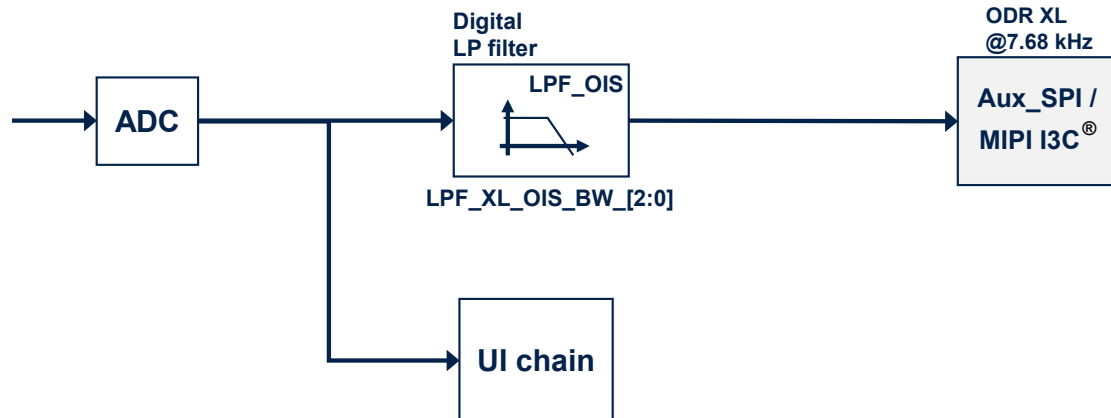 Digital
LP filter
ODR XL
@7.68 kHz
ADC
LPF_OIS
Aux_SPI /
MIPI I3C®
LPF_XL_OIS_BW_[2:0]
UI chain